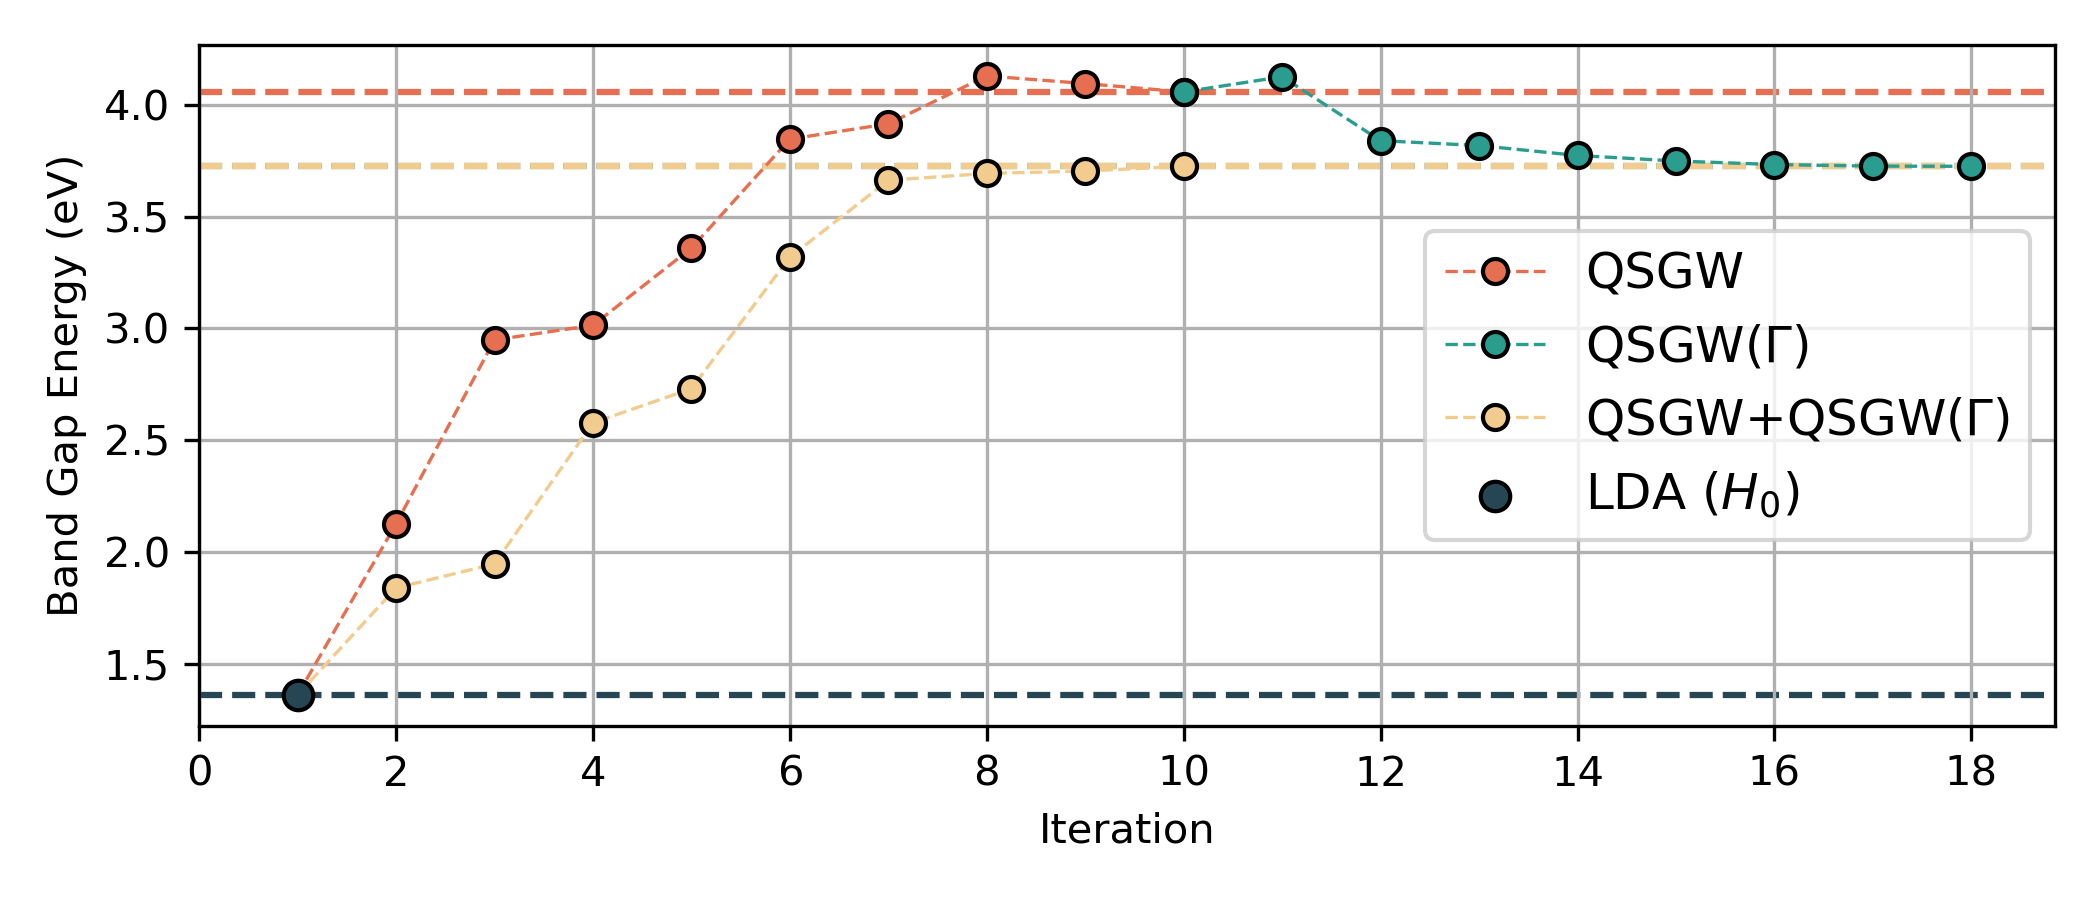 Band Gap Energy (eV)
4.0
3.5
3.0
2.5
2.0
1.5
0 2 4 6 8 10 12 14 16 18
Iteration
QSGW
QSGW(Γ)
QSGW+QSGW(Γ)
LDA (H₀)